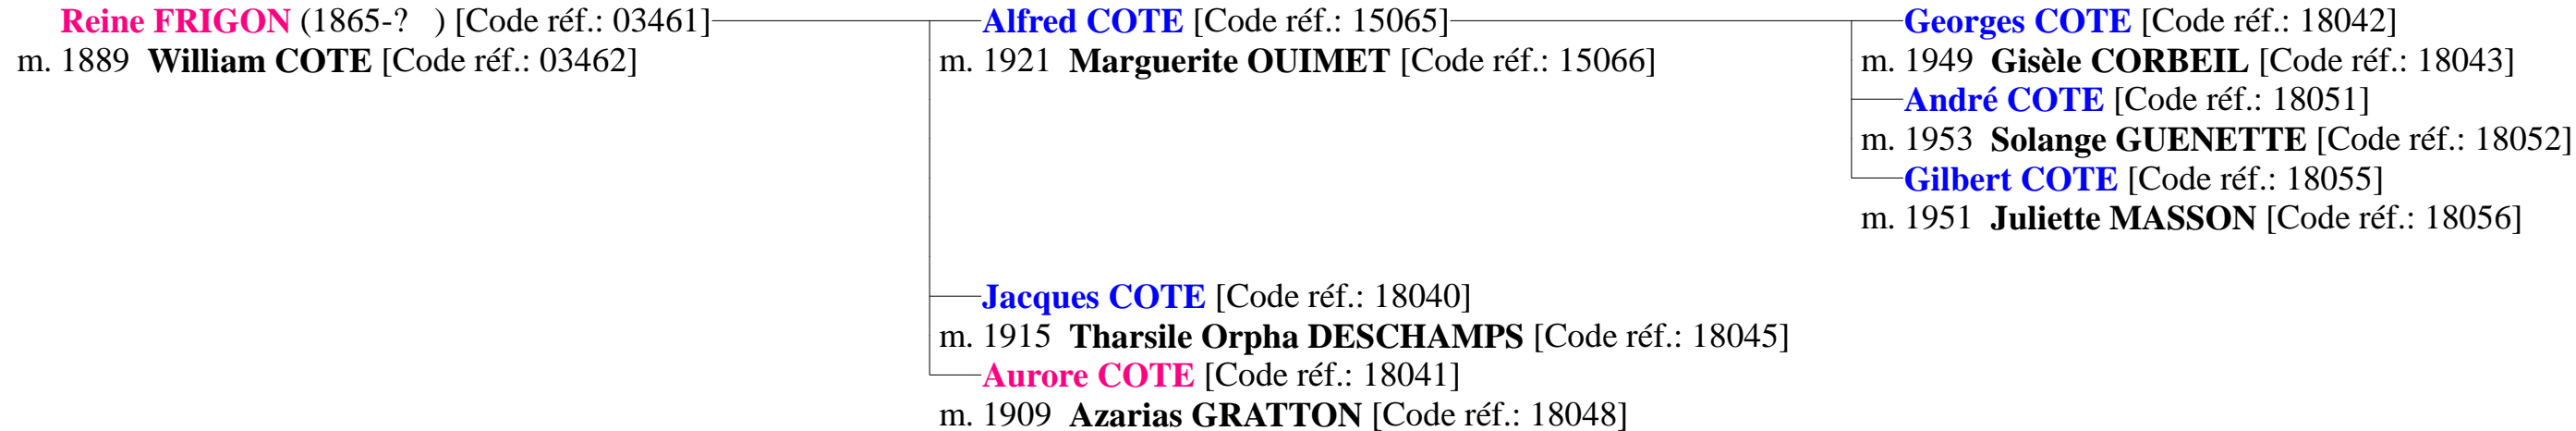 Reine FRIGON (1865-? ) [Code réf.: 03461]
m. 1889 William COTE [Code réf.: 03462]
Alfred COTE [Code réf.: 15065]
m. 1921 Marguerite OUIMET [Code réf.: 15066]
Georges COTE [Code réf.: 18042]
m. 1949 Gisèle CORBEIL [Code réf.: 18043]
André COTE [Code réf.: 18051]
m. 1953 Solange GUENETTE [Code réf.: 18052]
Gilbert COTE [Code réf.: 18055]
m. 1951 Juliette MASSON [Code réf.: 18056]
Jacques COTE [Code réf.: 18040]
m. 1915 Tharsile Orpha DESCHAMPS [Code réf.: 18045]
Aurore COTE [Code réf.: 18041]
m. 1909 Azarias GRATTON [Code réf.: 18048]